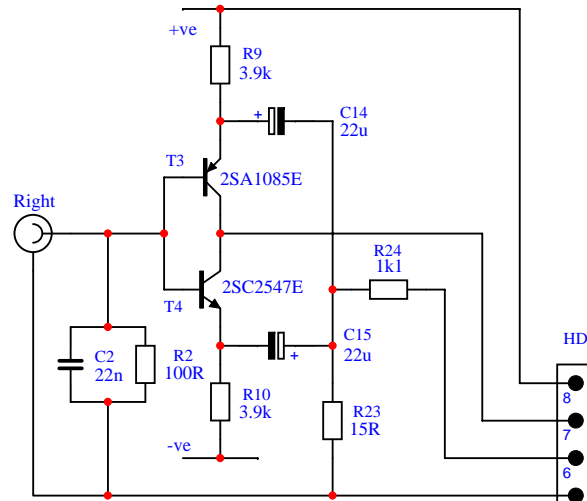 +ve
R9
3.9k
+
C14
22u
T3
2SA1085E
Right
R24
1k1
2SC2547E
T4
C15
22u
+
HD
C2
22n
R2
100R
R10
3.9k
R23
15R
-ve
8
7
6